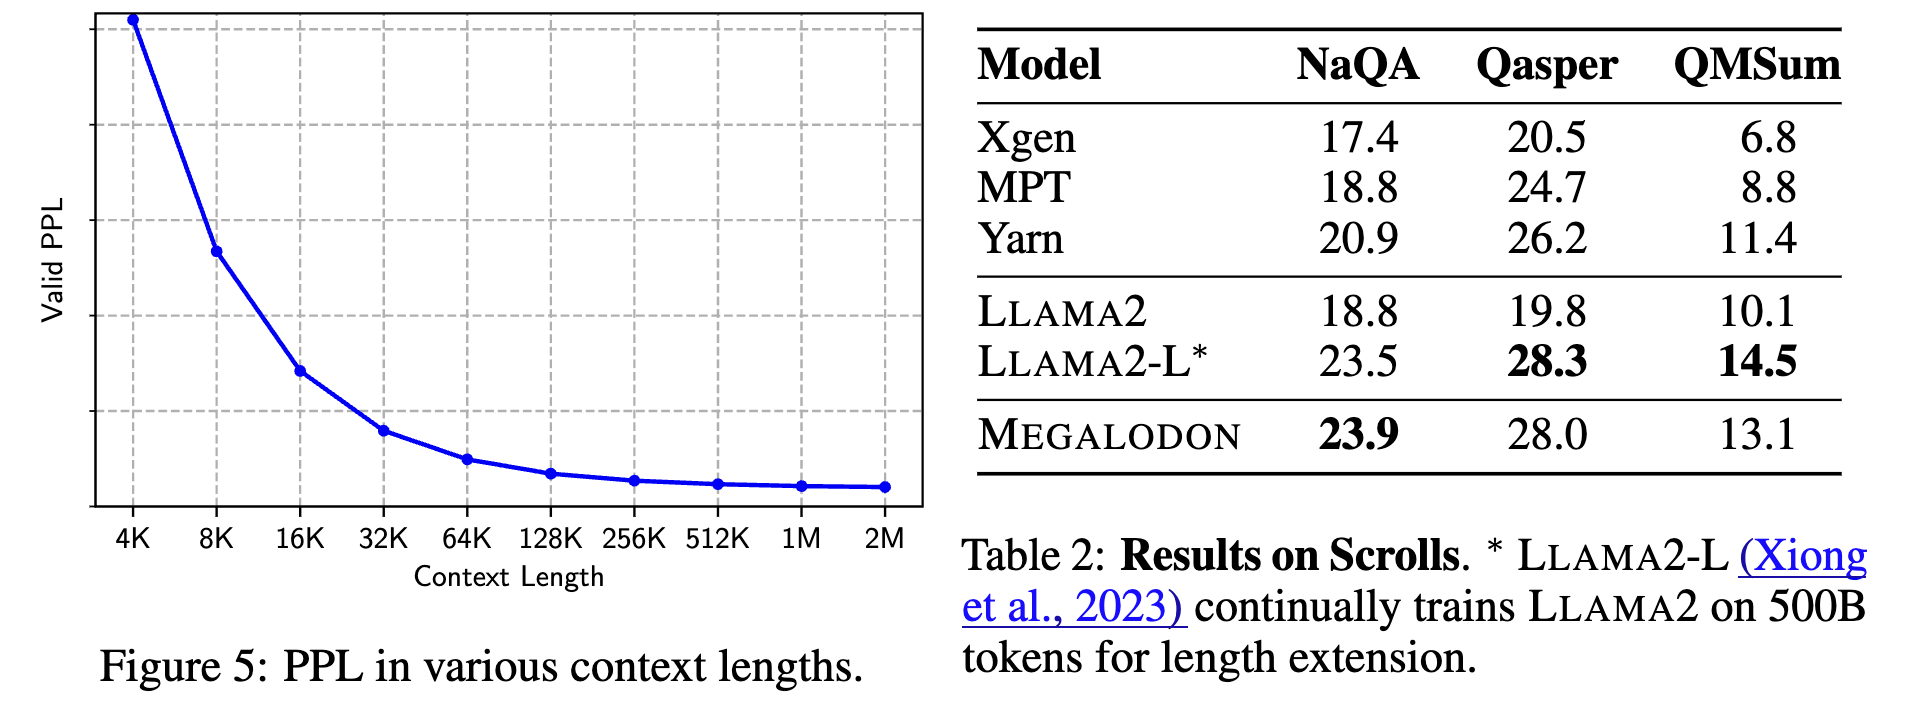 Valid PPL
4K 8K 16K 32K 64K 128K 256K 512K 1M 2M
Context Length
Figure 5: PPL in various context lengths.
Model NaQA Qasper QMSum
Xgen 17.4 20.5 6.8
MPT 18.8 24.7 8.8
Yarn 20.9 26.2 11.4
LLAMA2 18.8 19.8 10.1
LLAMA2-L* 23.5 28.3 14.5
MEGALODON 23.9 28.0 13.1
Table 2: Results on Scrolls. * LLAMA2-L (Xiong
et al., 2023) continually trains LLAMA2 on 500B
tokens for length extension.